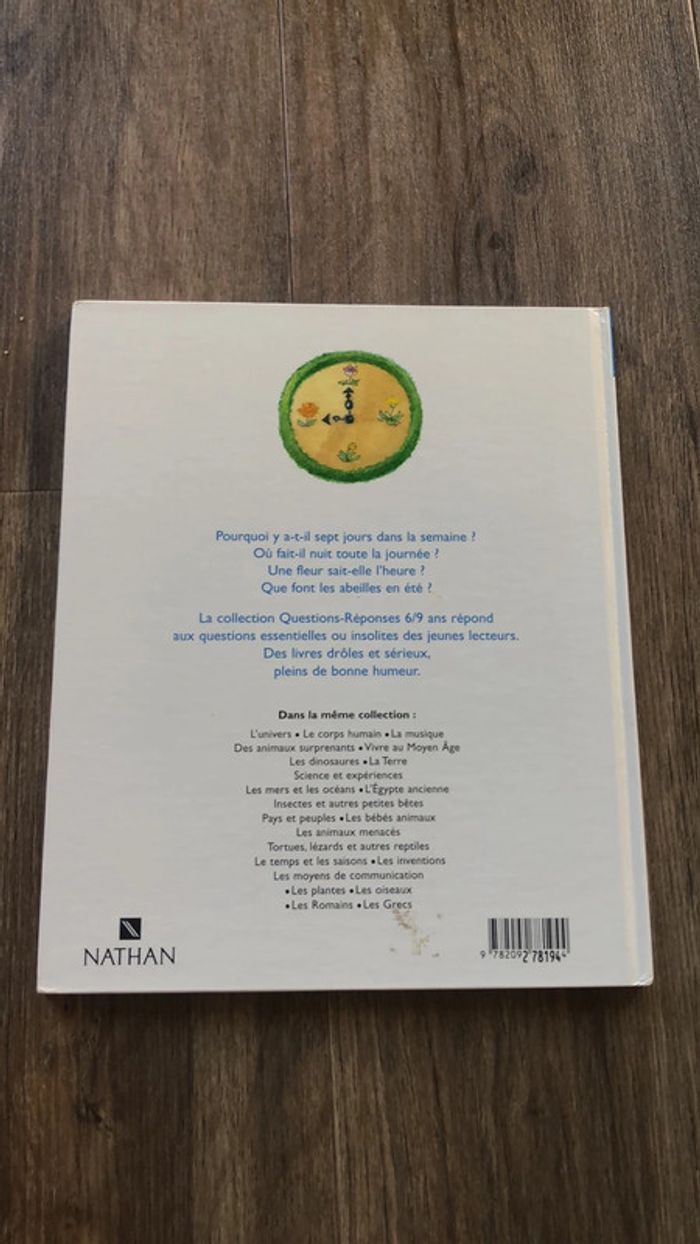 Pourquoi y a-t-il sept jours dans la semaine ?
Où fait-il nuit toute la journée ?
Une fleur sait-elle l'heure ?
Que font les abeilles en été ?
La collection Questions-Réponses 6/9 ans répond
aux questions essentielles ou insolites des jeunes lecteurs.
Des livres drôles et sérieux,
pleins de bonne humeur.
Dans la même collection :
L'univers • Le corps humain • La musique
Des animaux surprenants • Vivre au Moyen Âge
Les dinosaures • La Terre
Science et expériences
Les mers et les océans • L'Égypte ancienne
Insectes et autres petites bêtes
Pays et peuples • Les bébés animaux
Les animaux menacés
Tortues, lézards et autres reptiles
Le temps et les saisons • Les inventions
Les moyens de communication
• Les plantes • Les oiseaux
• Les Romains • Les Grecs
NATHAN
9 782092 78194